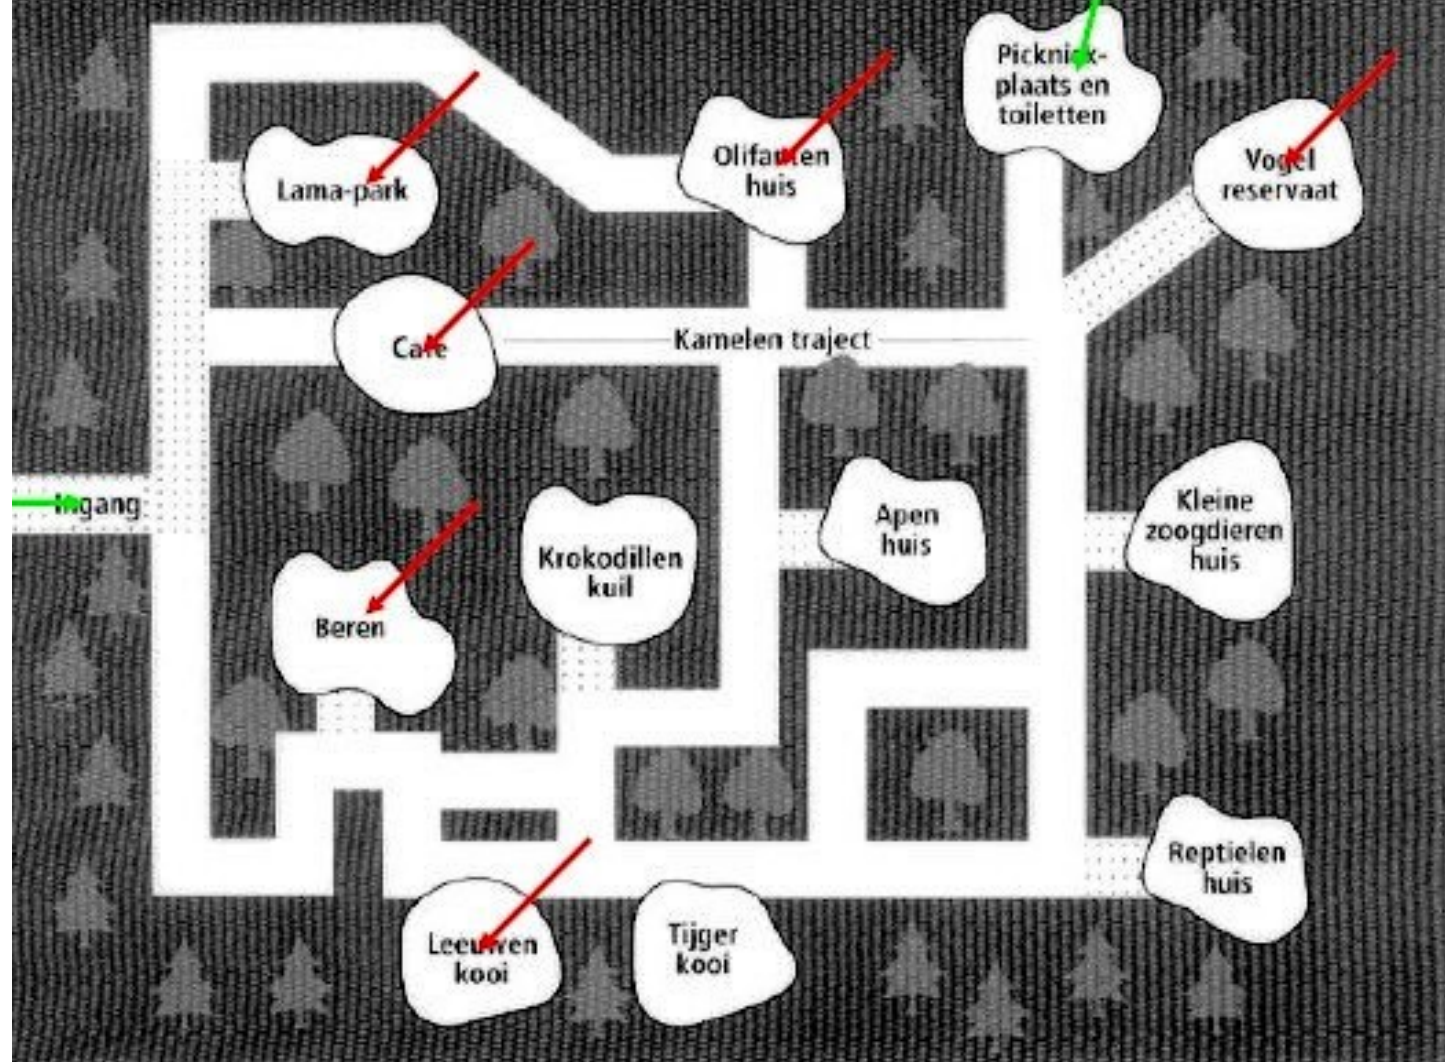 Picknick-
plaats en
toiletten
Olifanten
huis
Vogel
reservaat
Lama-park
Cafe
Kamelen traject
Ingang
Apen
huis
Kleine
zoogdieren
huis
Krokodillen
kuil
Beren
Reptielen
huis
Leeuwen
kooi
Tijger
kooi